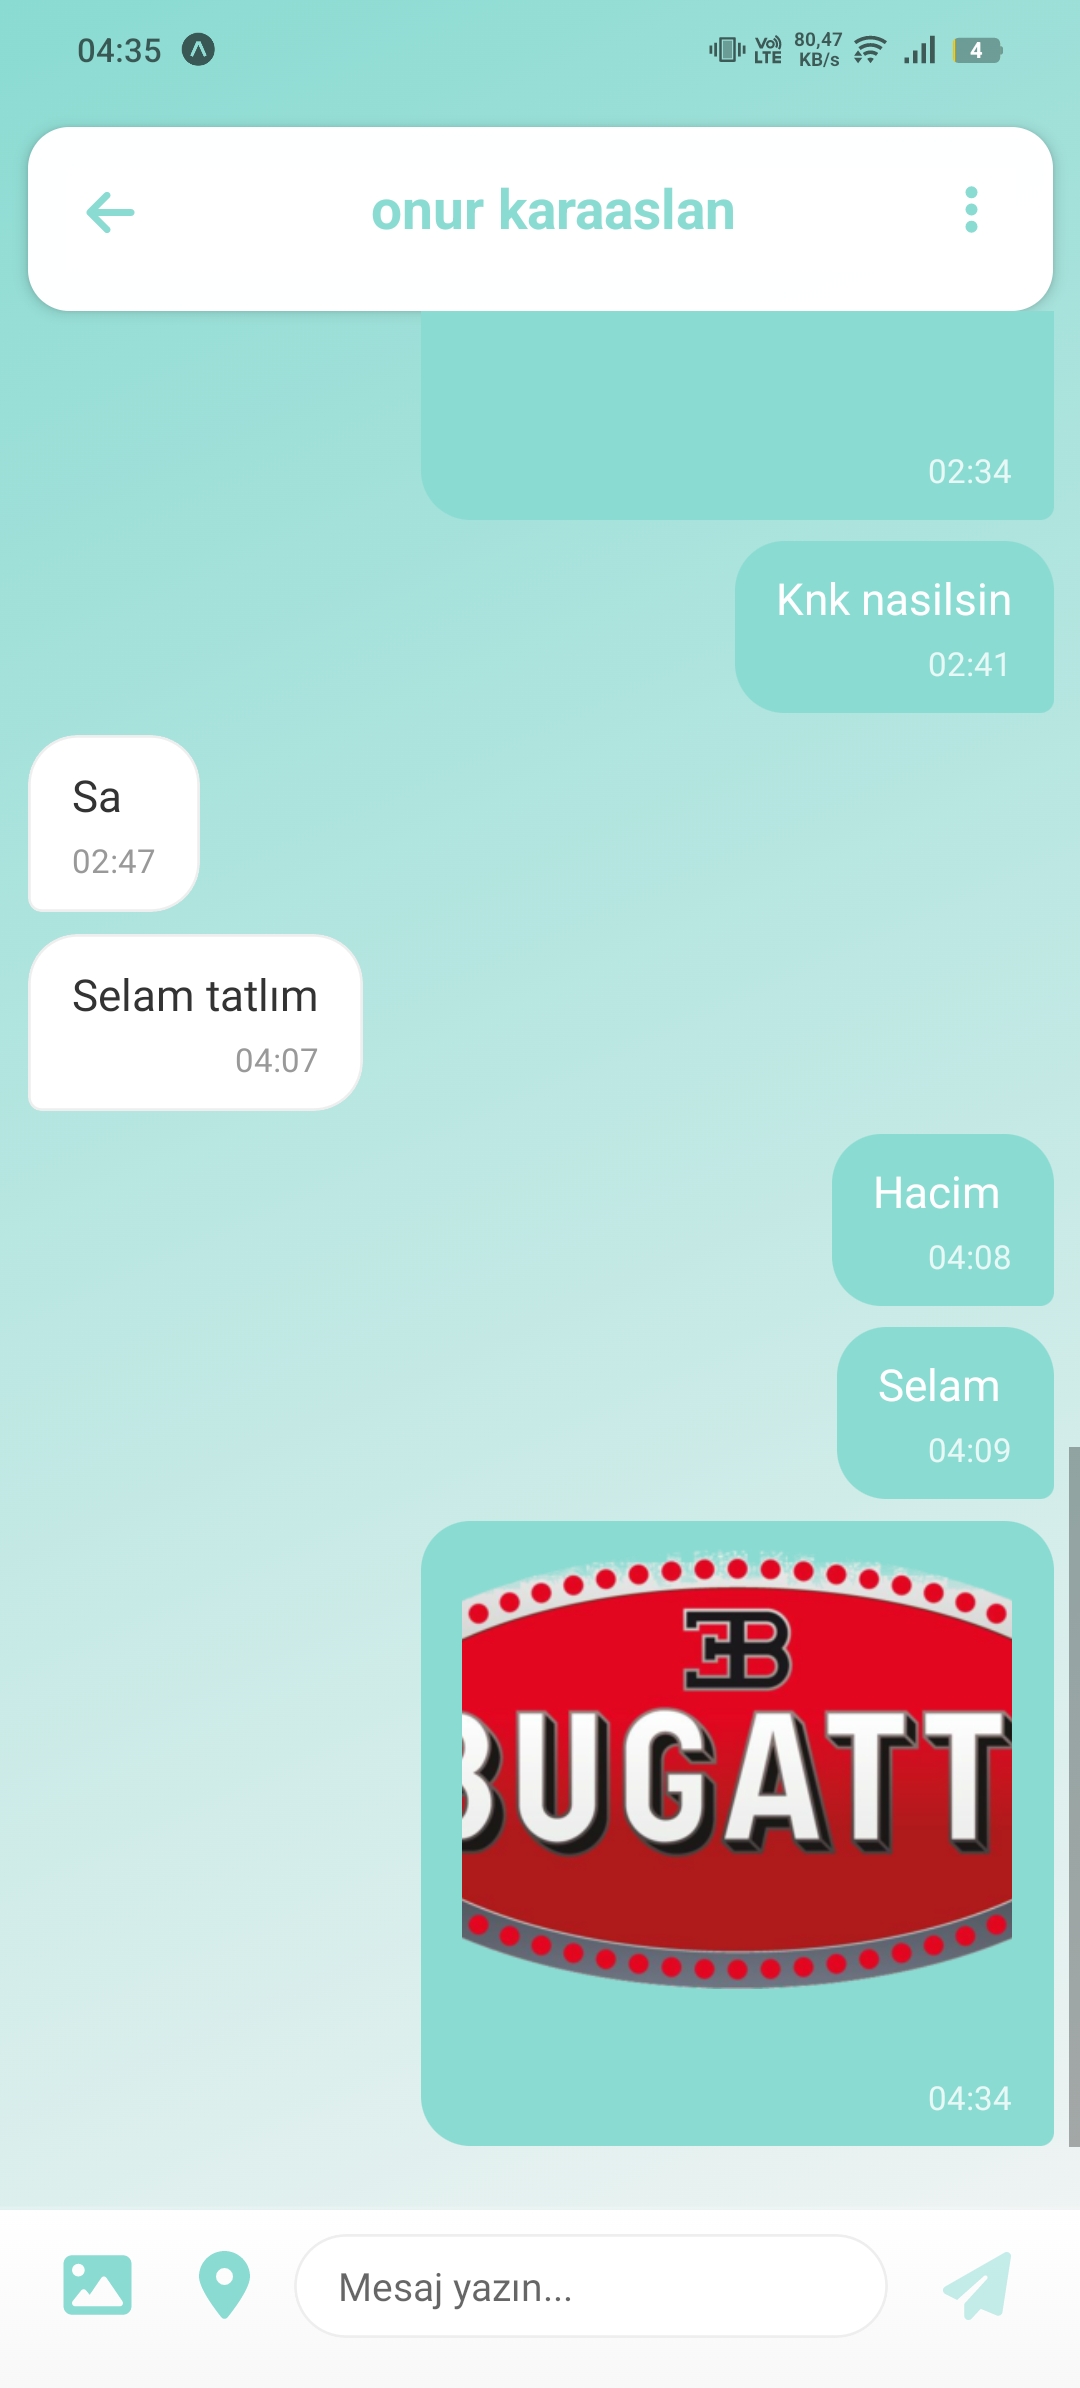 04:35
Vo)) LTE 80,47 KB/s 4
onur karaaslan
02:34
Knk nasilsin
02:41
Sa
02:47
Selam tatlım
04:07
Hacim
04:08
Selam
04:09
EB
BUGATT
04:34
Mesaj yazın...